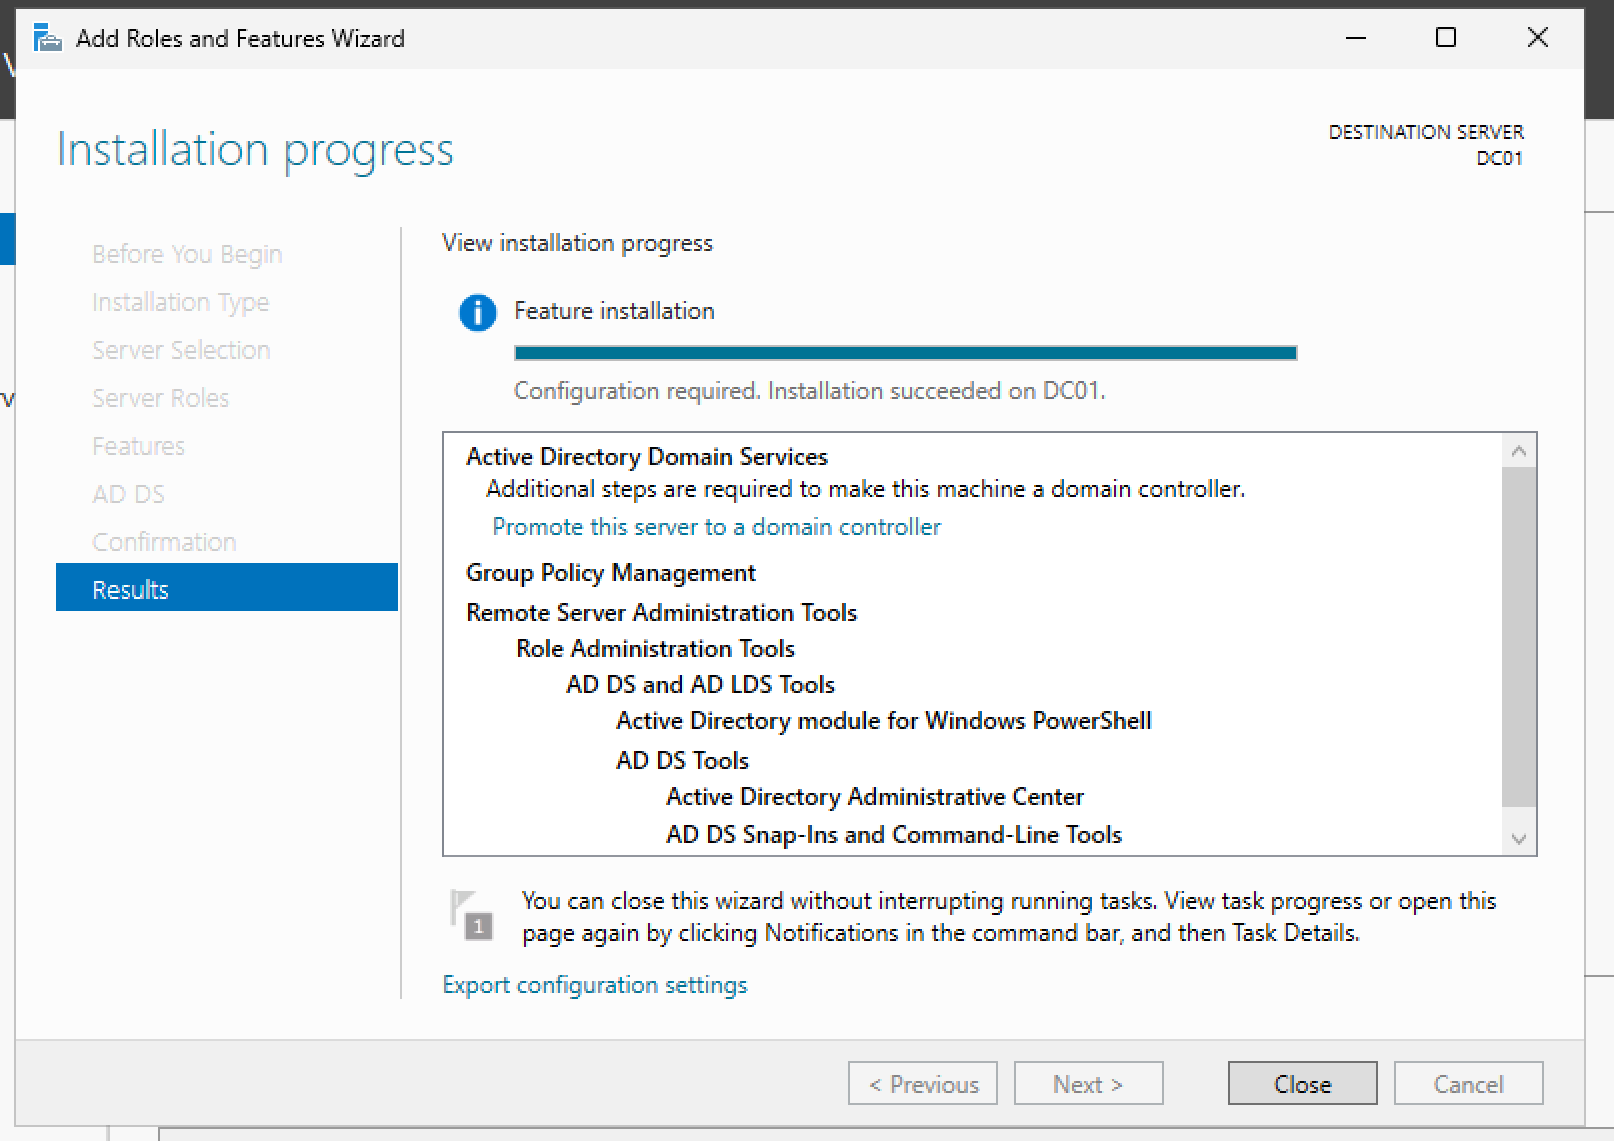 Add Roles and Features Wizard
Installation progress
DESTINATION SERVER
DC01
Before You Begin
Installation Type
Server Selection
Server Roles
Features
AD DS
Confirmation
Results
View installation progress
Feature installation
Configuration required. Installation succeeded on DC01.
Active Directory Domain Services
Additional steps are required to make this machine a domain controller.
Promote this server to a domain controller
Group Policy Management
Remote Server Administration Tools
Role Administration Tools
AD DS and AD LDS Tools
Active Directory module for Windows PowerShell
AD DS Tools
Active Directory Administrative Center
AD DS Snap-Ins and Command-Line Tools
1
You can close this wizard without interrupting running tasks. View task progress or open this
page again by clicking Notifications in the command bar, and then Task Details.
Export configuration settings
< Previous
Next >
Close
Cancel